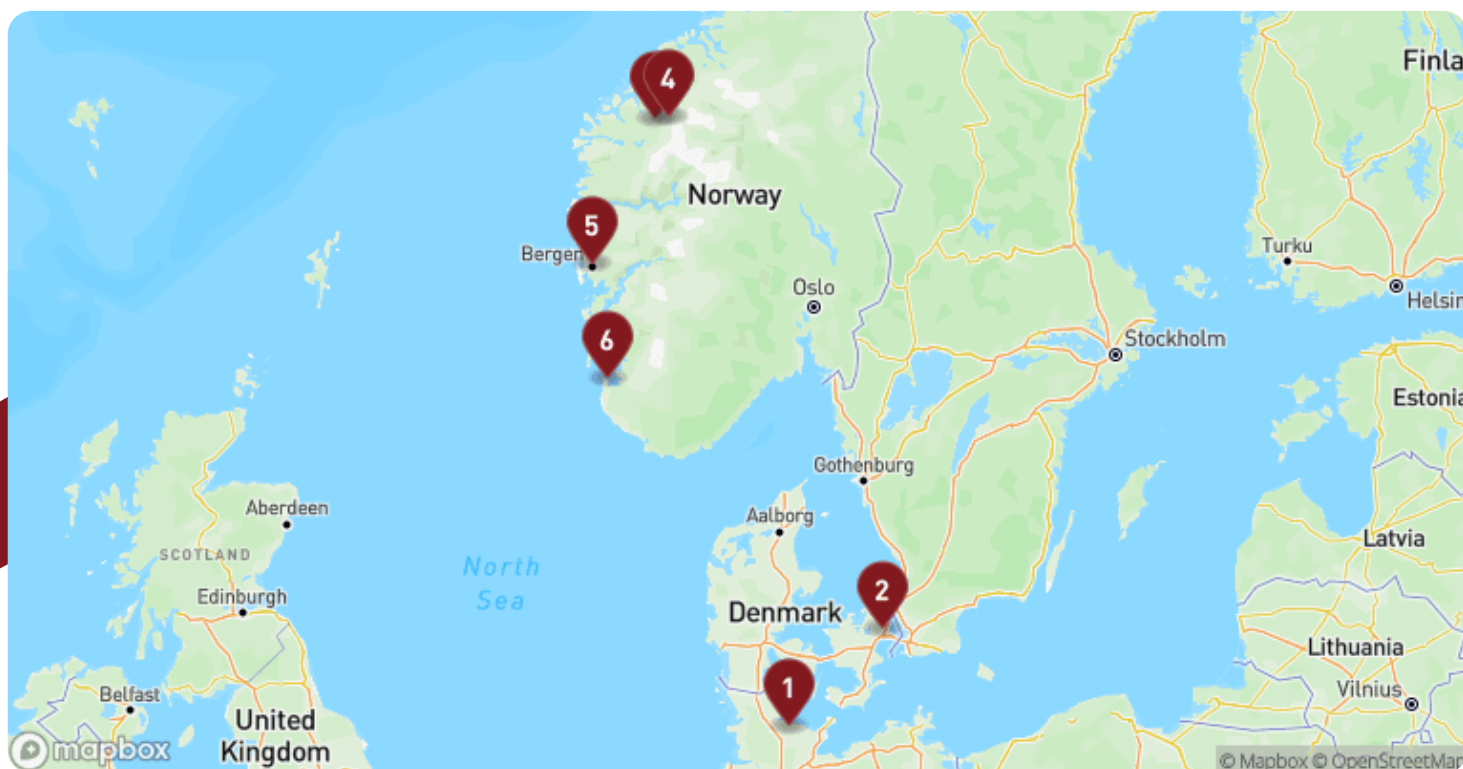 Finla
4
Norway
5
Bergen
Turku
Oslo
Helsin
6
Stockholm
Estonia
Gothenburg
Aberdeen
Aalborg
SCOTLAND
Latvia
North
Sea
Edinburgh
2
Denmark
Lithuania
1
Vilnius
Belfast
United
Kingdom
mapbox
© Mapbox © OpenStreetMap